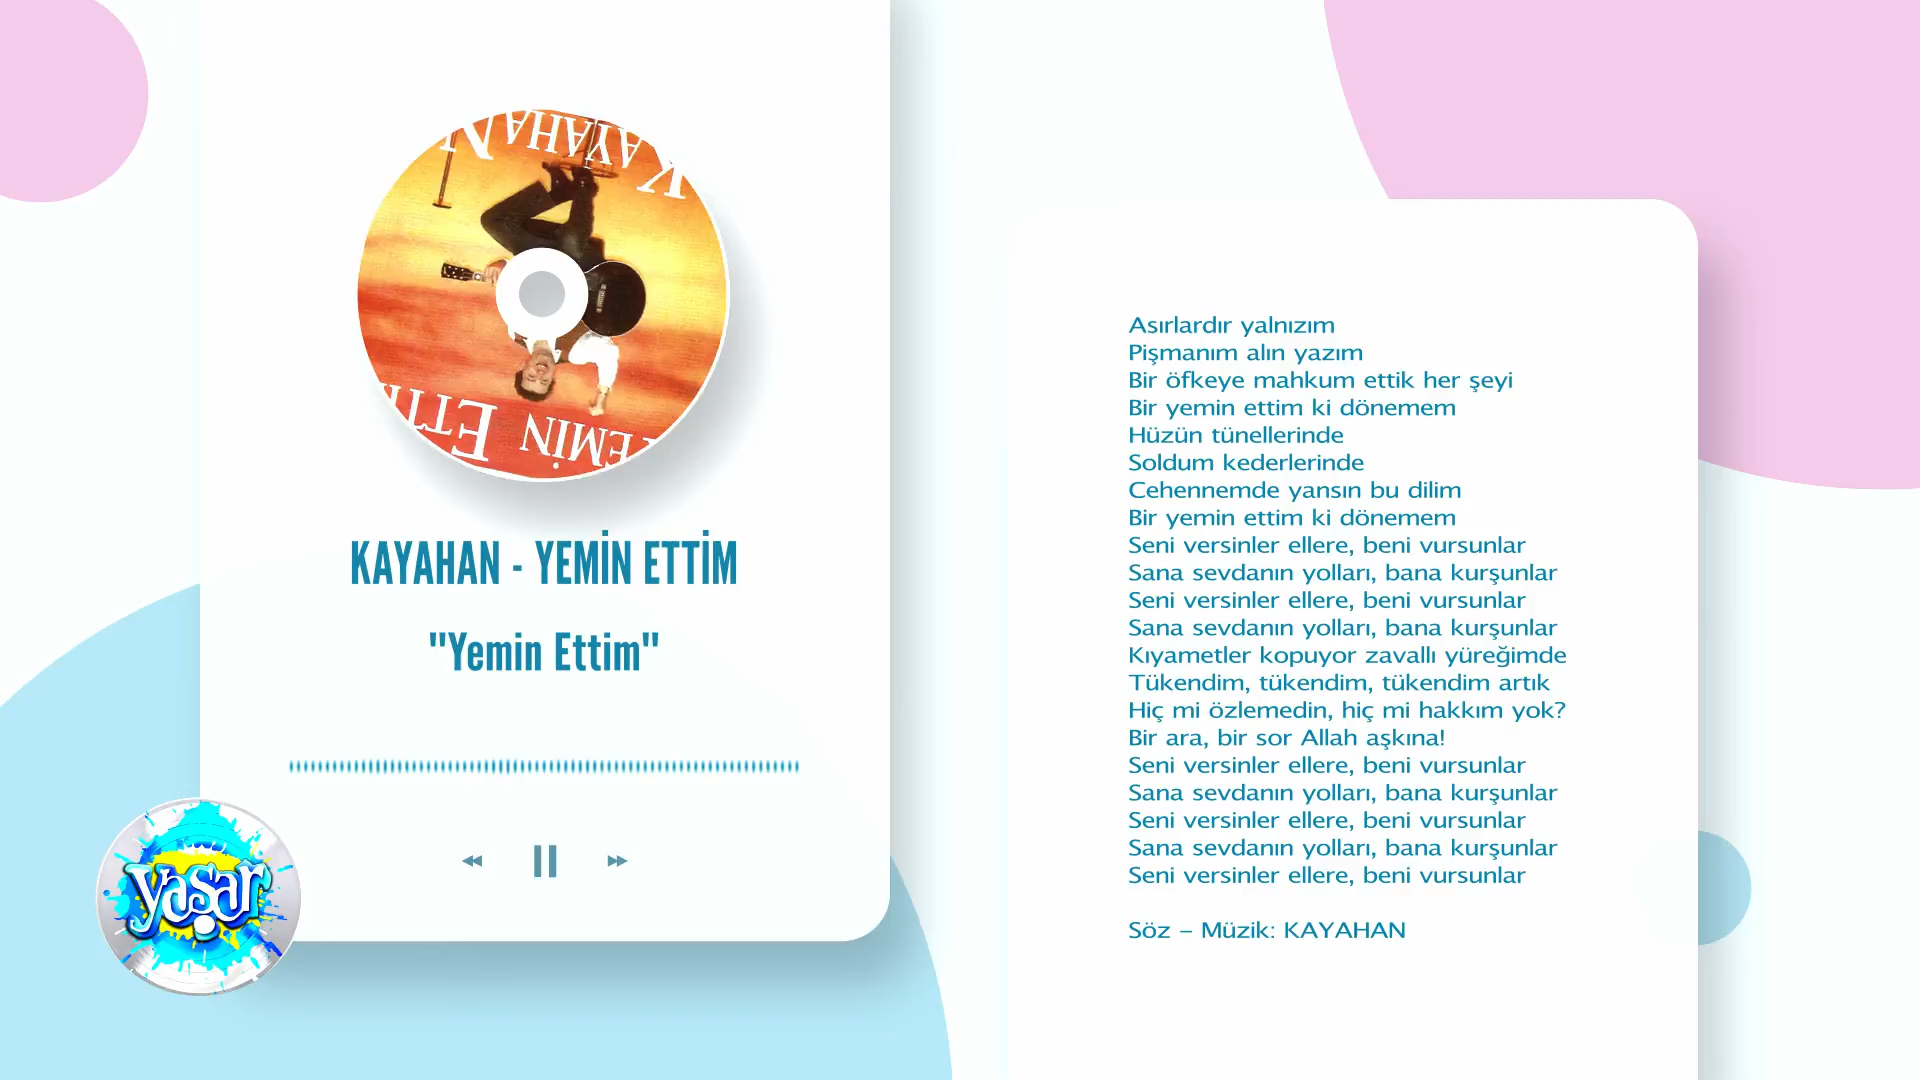 KAYAHAN
YEMİN ETTİM
KAYAHAN - YEMİN ETTİM
"Yemin Ettim"
yaşar
Asırlardır yalnızım
Pişmanım alın yazım
Bir öfkeye mahkum ettik her şeyi
Bir yemin ettim ki dönemem
Hüzün tünellerinde
Soldum kederlerinde
Cehennemde yansın bu dilim
Bir yemin ettim ki dönemem
Seni versinler ellere, beni vursunlar
Sana sevdanın yolları, bana kurşunlar
Seni versinler ellere, beni vursunlar
Sana sevdanın yolları, bana kurşunlar
Kıyametler kopuyor zavallı yüreğimde
Tükendim, tükendim, tükendim artık
Hiç mi özlemedin, hiç mi hakkım yok?
Bir ara, bir sor Allah aşkına!
Seni versinler ellere, beni vursunlar
Sana sevdanın yolları, bana kurşunlar
Seni versinler ellere, beni vursunlar
Sana sevdanın yolları, bana kurşunlar
Seni versinler ellere, beni vursunlar
Söz – Müzik: KAYAHAN